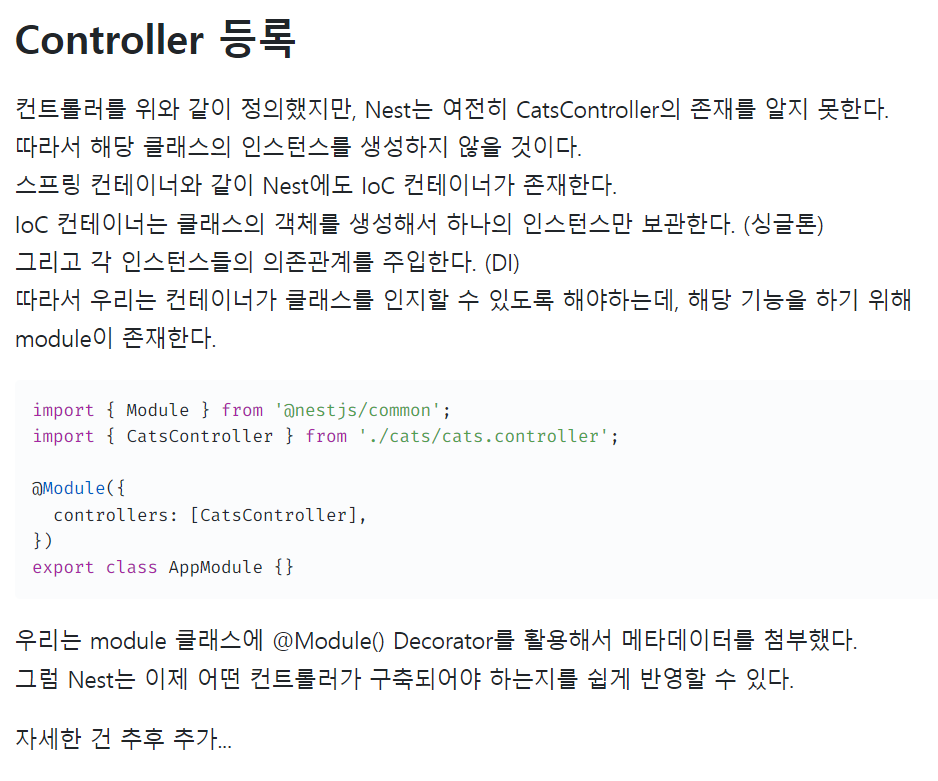 Controller 등록
컨트롤러를 위와 같이 정의했지만, Nest는 여전히 CatsController의 존재를 알지 못한다.
따라서 해당 클래스의 인스턴스를 생성하지 않을 것이다.
스프링 컨테이너와 같이 Nest에도 IoC 컨테이너가 존재한다.
IoC 컨테이너는 클래스의 객체를 생성해서 하나의 인스턴스만 보관한다. (싱글톤)
그리고 각 인스턴스들의 의존관계를 주입한다. (DI)
따라서 우리는 컨테이너가 클래스를 인지할 수 있도록 해야하는데, 해당 기능을 하기 위해
module이 존재한다.
import { Module } from '@nestjs/common';
import { CatsController } from './cats/cats.controller';
@Module({
  controllers: [CatsController],
})
export class AppModule {}
우리는 module 클래스에 @Module() Decorator를 활용해서 메타데이터를 첨부했다.
그럼 Nest는 이제 어떤 컨트롤러가 구축되어야 하는지를 쉽게 반영할 수 있다.
자세한 건 추후 추가...